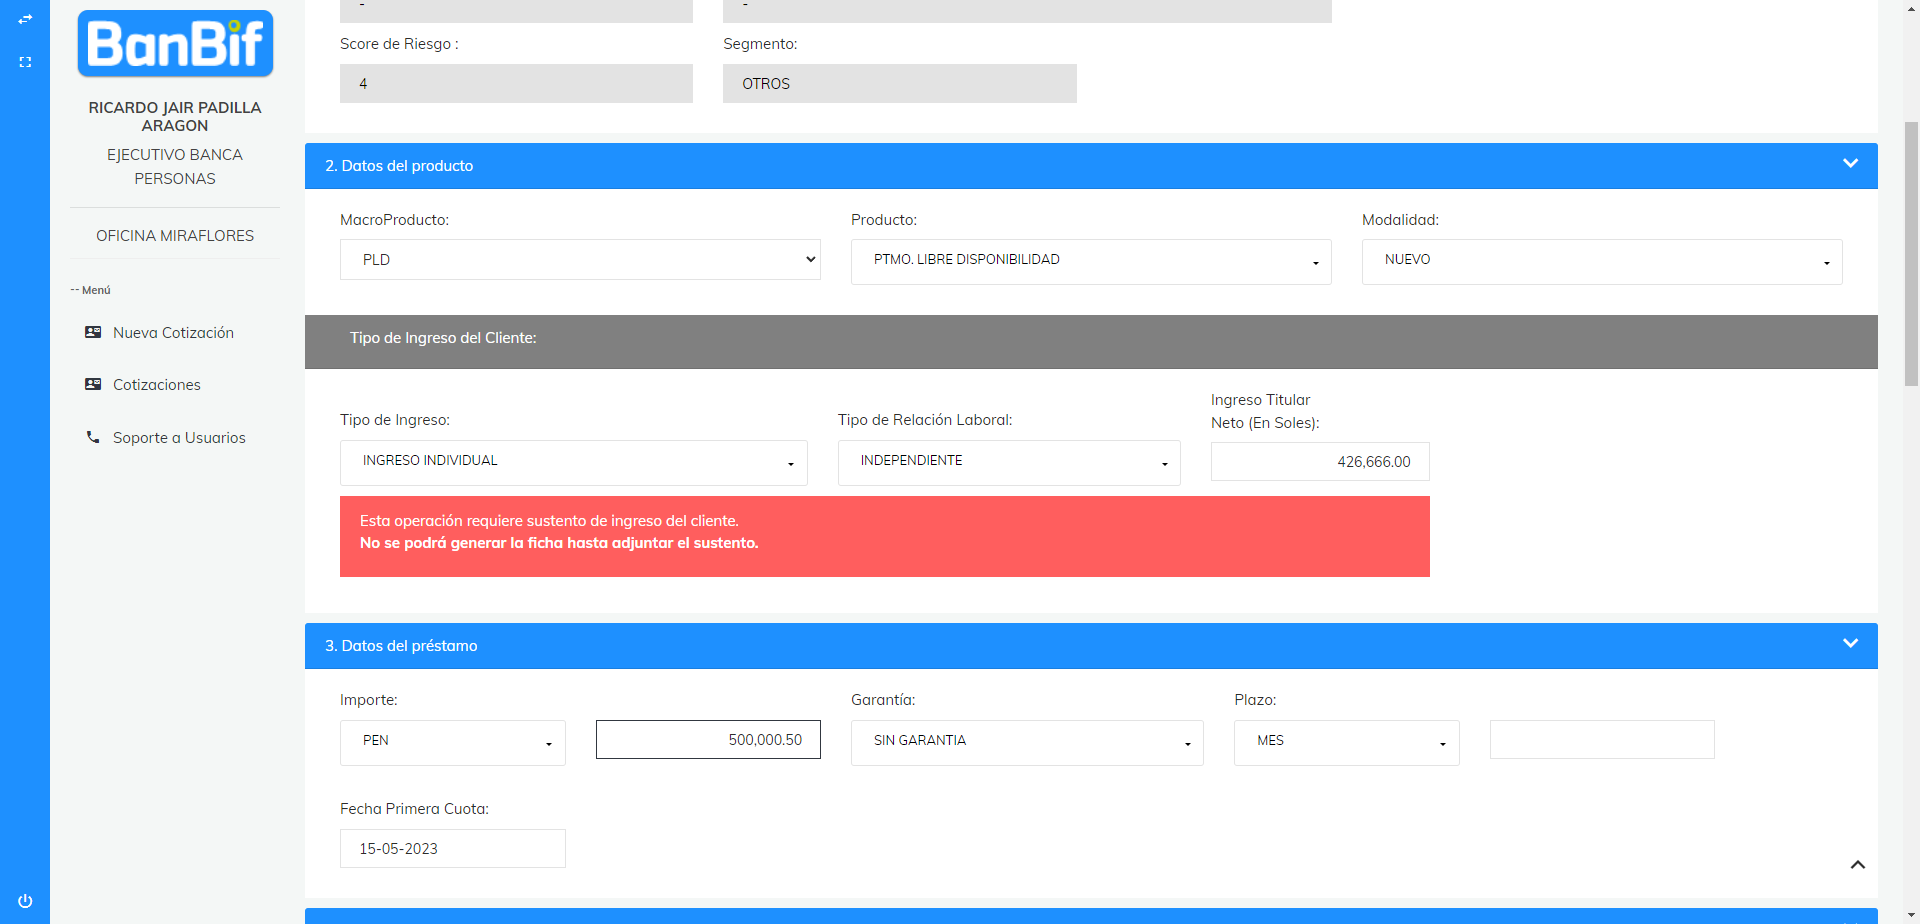 BanBif
RICARDO JAIR PADILLA
ARAGON
EJECUTIVO BANCA
PERSONAS
OFICINA MIRAFLORES
-- Menú
Nueva Cotización
Cotizaciones
Soporte a Usuarios
-
-
Score de Riesgo :
Segmento:
4
OTROS
2. Datos del producto
MacroProducto:
Producto:
Modalidad:
PLD
PTMO. LIBRE DISPONIBILIDAD
NUEVO
Tipo de Ingreso del Cliente:
Tipo de Ingreso:
Tipo de Relación Laboral:
Ingreso Titular
Neto (En Soles):
INGRESO INDIVIDUAL
INDEPENDIENTE
426,666.00
Esta operación requiere sustento de ingreso del cliente.
No se podrá generar la ficha hasta adjuntar el sustento.
3. Datos del préstamo
Importe:
Garantía:
Plazo:
PEN
500,000.50
SIN GARANTIA
MES
Fecha Primera Cuota:
15-05-2023